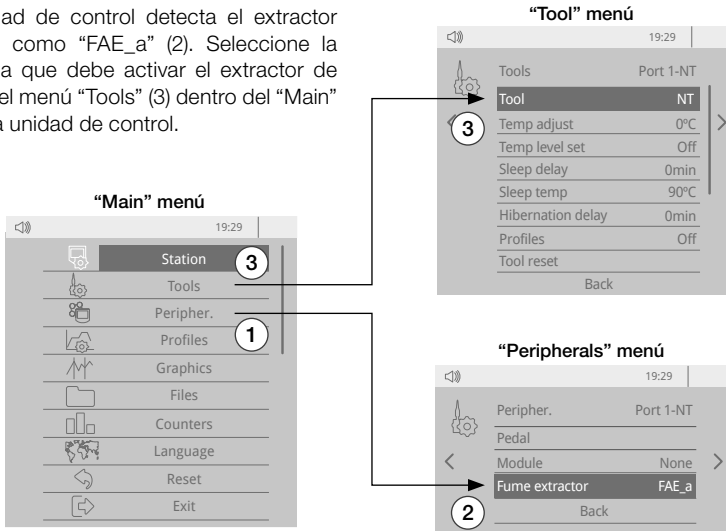 ad de control detecta el extractor
como “FAE_a” (2). Seleccione la
a que debe activar el extractor de
el menú “Tools” (3) dentro del “Main”
a unidad de control.
“Main” menú
19:29
Station
3
Tools
Peripher.
1
Profiles
Graphics
Files
Counters
Language
Reset
Exit
“Tool” menú
19:29
Tools Port 1-NT
Tool NT
3
Temp adjust 0ºC
Temp level set Off
Sleep delay 0min
Sleep temp 90ºC
Hibernation delay 0min
Profiles Off
Tool reset
Back
“Peripherals” menú
19:29
Peripher. Port 1-NT
Pedal
Module None
Fume extractor FAE_a
2
Back